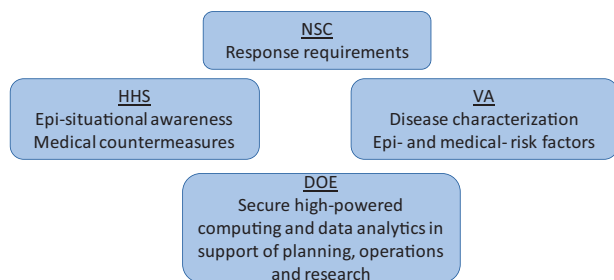 NSC
Response requirements
HHS
Epi-situational awareness
Medical countermeasures
VA
Disease characterization
Epi- and medical- risk factors
DOE
Secure high-powered
computing and data analytics in
support of planning, operations
and research